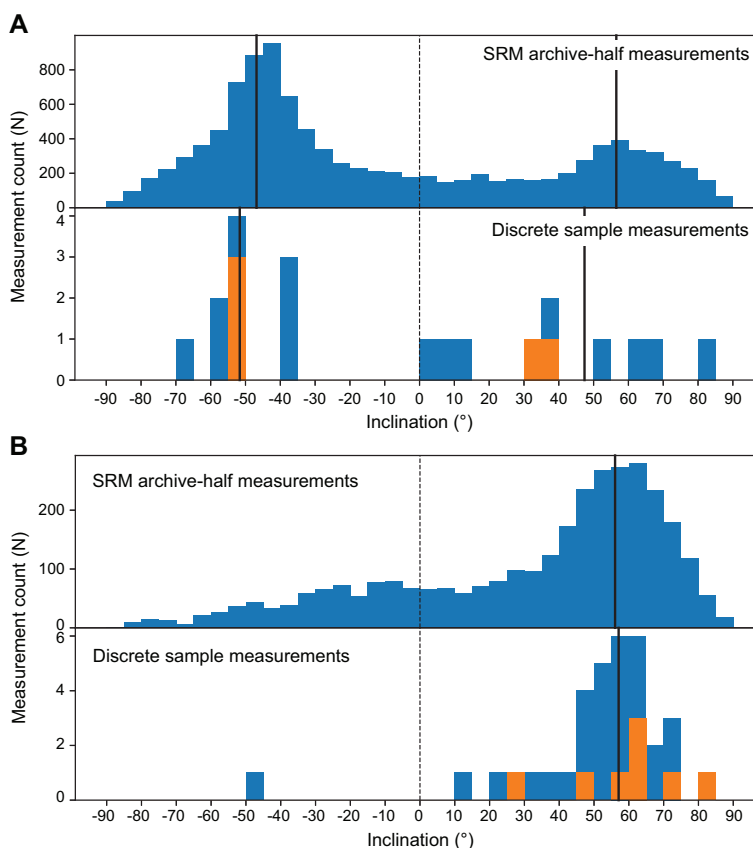 A
SRM archive-half measurements
800
600
400
200
0
Measurement count (N)
Discrete sample measurements
4
3
2
1
0
-90 -80 -70 -60 -50 -40 -30 -20 -10 0 10 20 30 40 50 60 70 80 90
Inclination (°)
B
SRM archive-half measurements
200
100
0
Measurement count (N)
Discrete sample measurements
6
4
2
0
-90 -80 -70 -60 -50 -40 -30 -20 -10 0 10 20 30 40 50 60 70 80 90
Inclination (°)